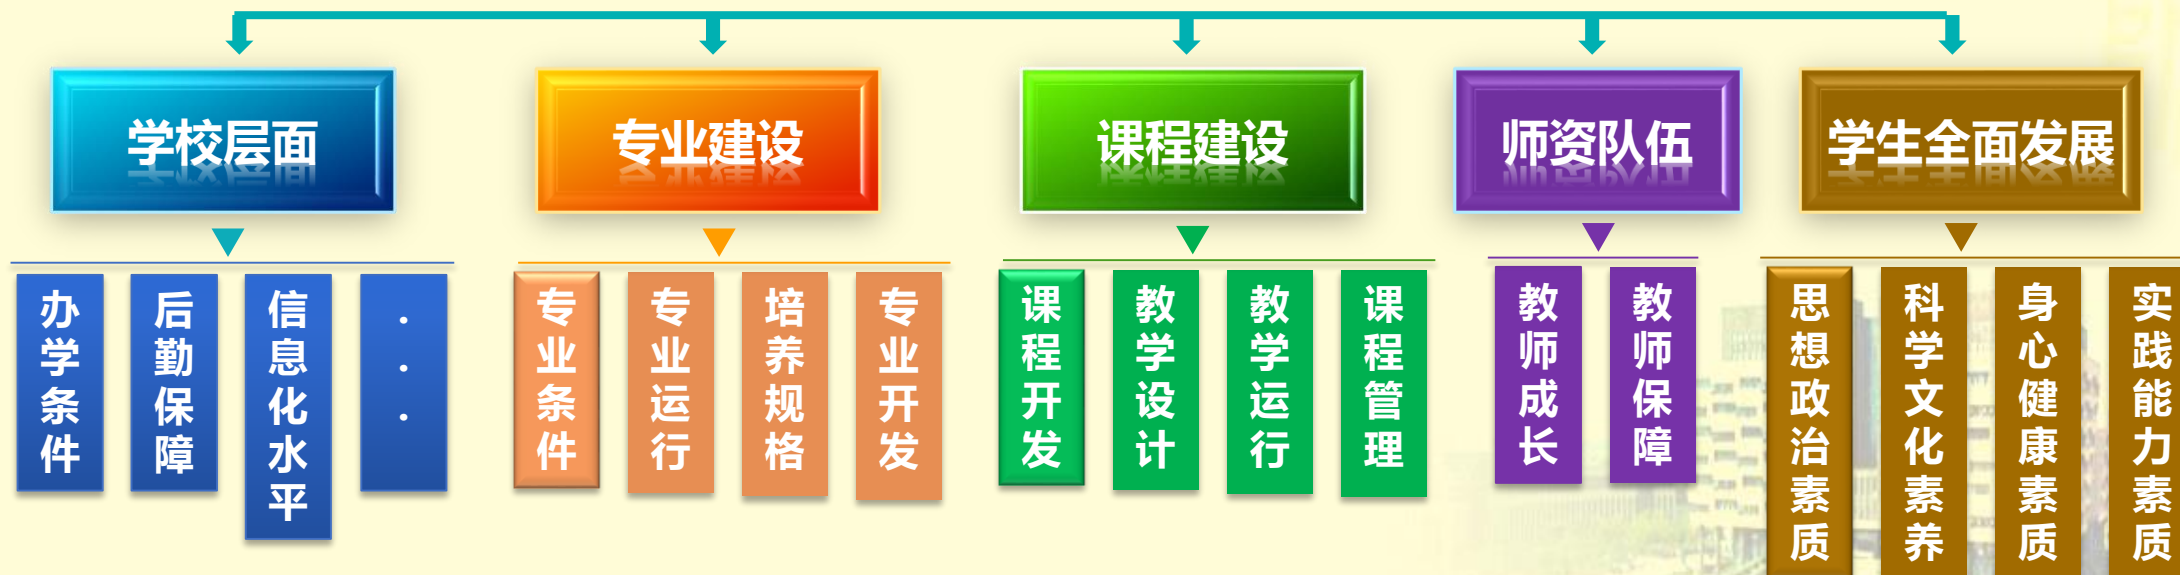 学校层面
专业建设
课程建设
师资队伍
学生全面发展
办学条件
后勤保障
信息化水平
...
专业条件
专业运行
培养规格
专业开发
课程开发
教学设计
教学运行
课程管理
教师成长
教师保障
思想政治素质
科学文化素养
身心健康素质
实践能力素质